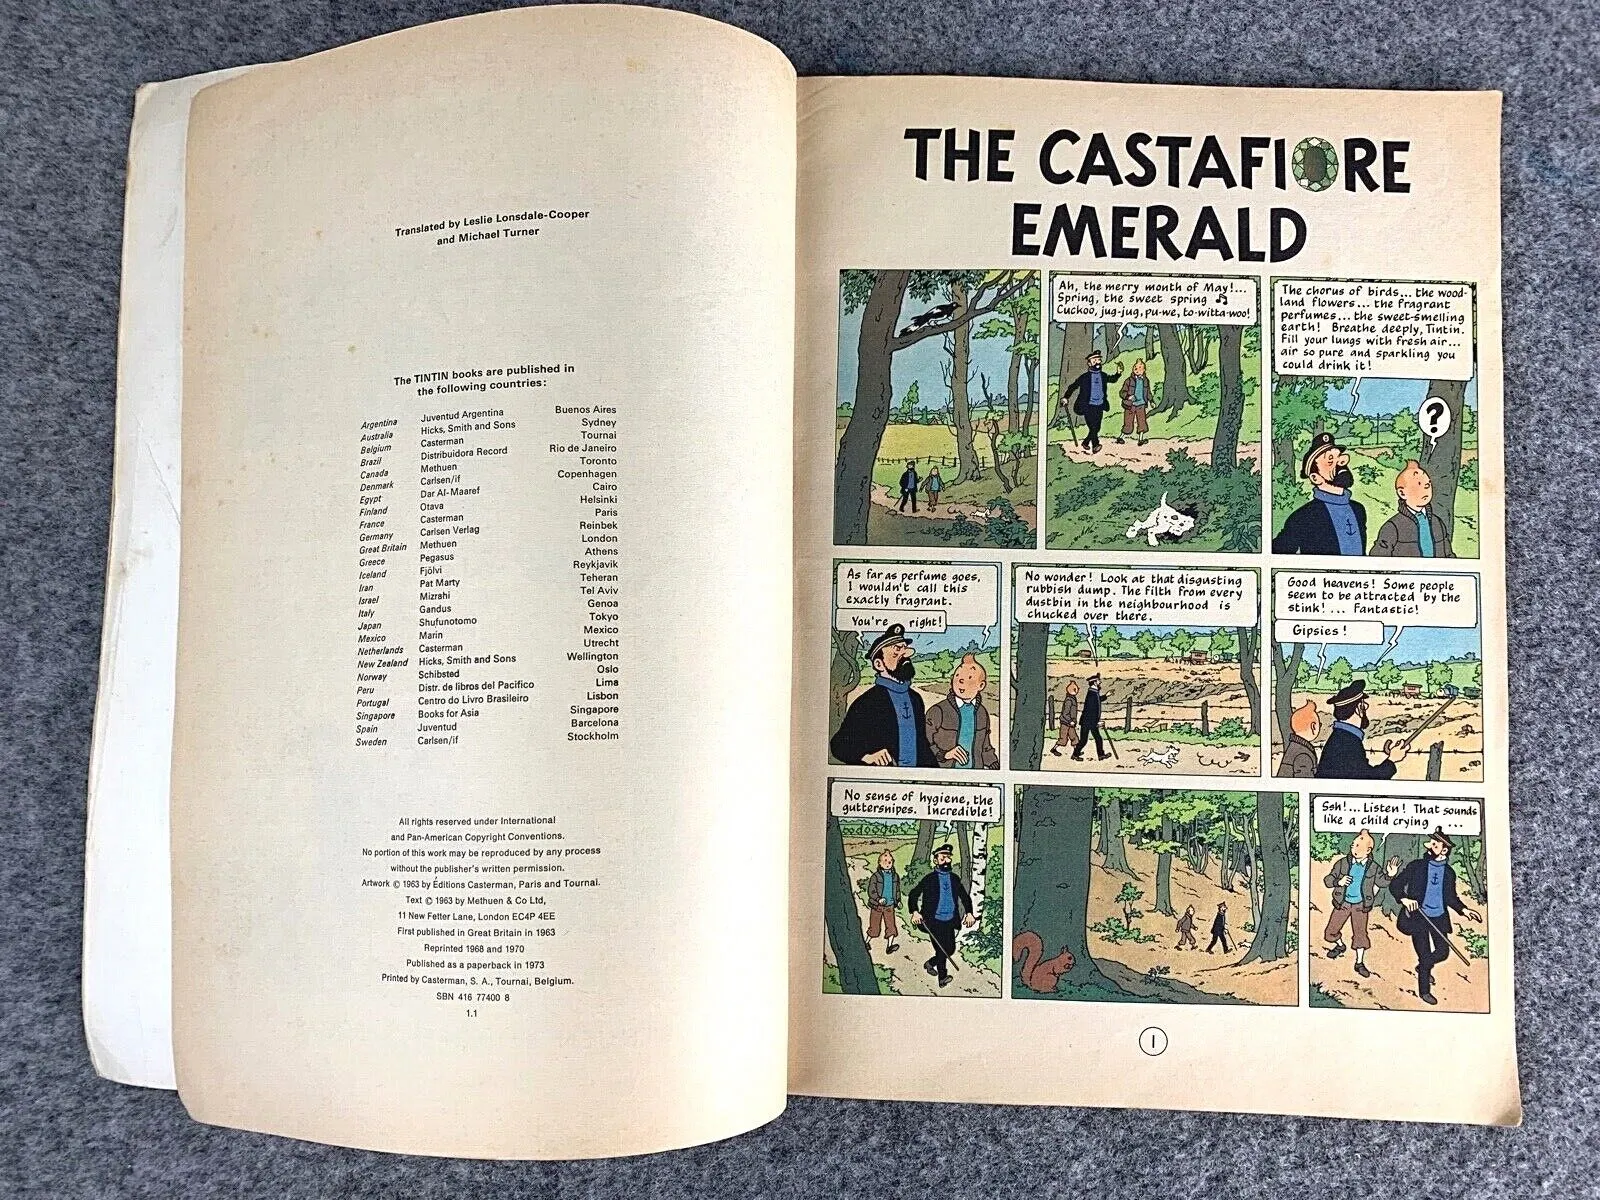 Translated by Leslie Lonsdale-Cooper
and Michael Turner
The TINTIN books are published in
the following countries:
Argentina Juventud Argentina Buenos Aires
Australia Hicks, Smith and Sons Sydney
Belgium Casterman Tournai
Brazil Distribuidora Record Rio de Janeiro
Canada Methuen Toronto
Denmark Carlsen/if Copenhagen
Egypt Dar Al-Maaref Cairo
Finland Otava Helsinki
France Casterman Paris
Germany Carlsen Verlag Reinbek
Great Britain Methuen London
Greece Pegasus Athens
Iceland Fjölvi Reykjavik
Iran Pat Marty Teheran
Israel Mizrahi Tel Aviv
Italy Gandus Genoa
Japan Shufunotomo Tokyo
Mexico Marin Mexico
Netherlands Casterman Utrecht
New Zealand Hicks, Smith and Sons Wellington
Norway Schibsted Oslo
Peru Distr. de libros del Pacifico Lima
Portugal Centro do Livro Brasileiro Lisbon
Singapore Books for Asia Singapore
Spain Juventud Barcelona
Sweden Carlsen/if Stockholm
All rights reserved under International
and Pan-American Copyright Conventions.
No portion of this work may be reproduced by any process
without the publisher's written permission.
Artwork © 1963 by Éditions Casterman, Paris and Tournai.
Text © 1963 by Methuen & Co Ltd,
11 New Fetter Lane, London EC4P 4EE
First published in Great Britain in 1963
Reprinted 1968 and 1970
Published as a paperback in 1973
Printed by Casterman, S. A., Tournai, Belgium.
SBN 416 77400 8
1.1
THE CASTAFIORE
EMERALD
Ah, the merry month of May!...
Spring, the sweet spring ♫
Cuckoo, jug-jug, pu-we, to-witta-woo!
The chorus of birds... the wood-
land flowers... the fragrant
perfumes... the sweet-smelling
earth! Breathe deeply, Tintin.
Fill your lungs with fresh air...
air so pure and sparkling you
could drink it!
?
As far as perfume goes,
I wouldn't call this
exactly fragrant.
You're right!
No wonder! Look at that disgusting
rubbish dump. The filth from every
dustbin in the neighbourhood is
chucked over there.
Good heavens! Some people
seem to be attracted by the
stink!... Fantastic!
Gipsies!
No sense of hygiene, the
guttersnipes. Incredible!
Ssh!... Listen! That sounds
like a child crying ...
1